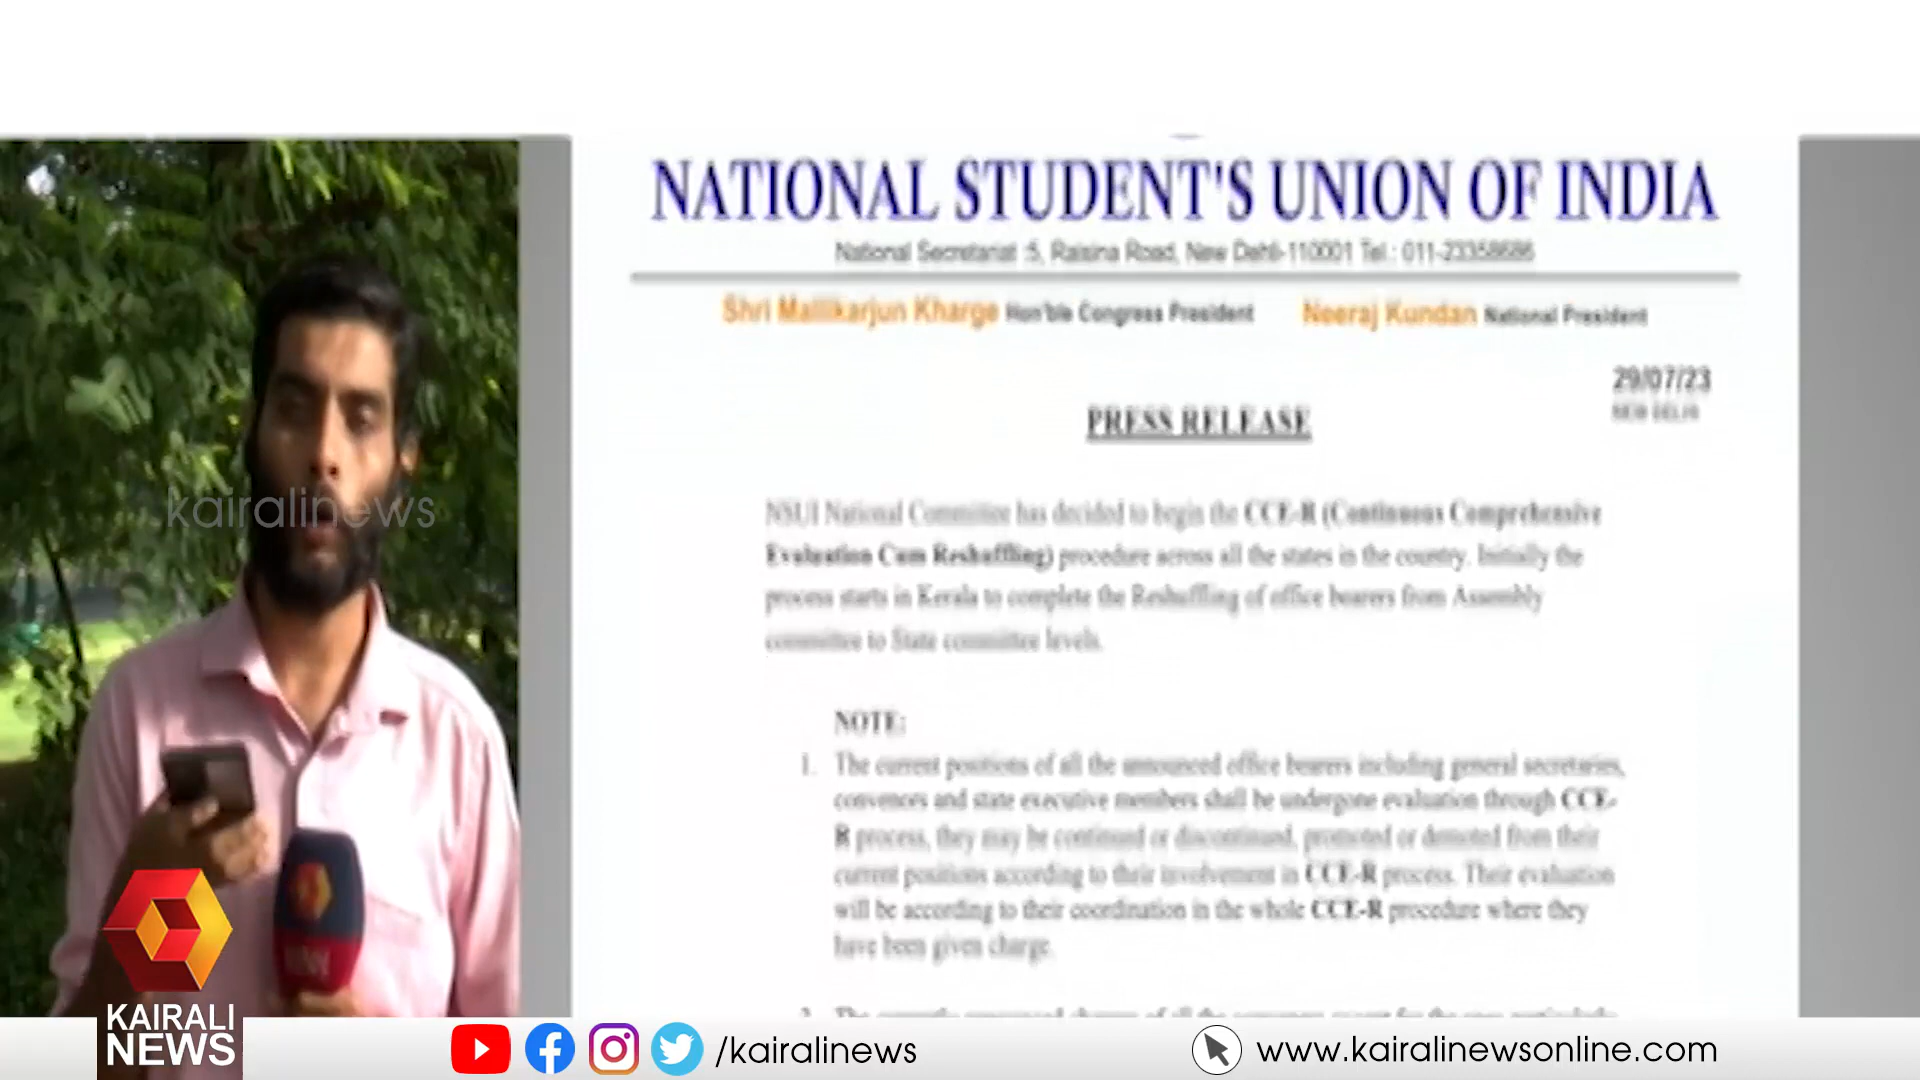 NATIONAL STUDENT'S UNION OF INDIA
National Secretariat :5, Raisina Road, New Dehli-110001 Tel.: 011-23358686
Shri Mallikarjun Kharge Hon'ble Congress President Neeraj Kundan National President
29/07/23
NEW DELHI
PRESS RELEASE
NSUI National Committee has decided to begin the CCE-R (Continuous Comprehensive
Evaluation Cum Reshuffling) procedure across all the states in the country. Initially the
process starts in Kerala to complete the Reshuffling of office bearers from Assembly
committee to State committee levels.
NOTE:
1. The current positions of all the announced office bearers including general secretaries,
convenors and state executive members shall be undergone evaluation through CCE-
R process, they may be continued or discontinued, promoted or demoted from their
current positions according to their involvement in CCE-R process. Their evaluation
will be according to their coordination in the whole CCE-R procedure where they
have been given charge.
kairalinews
KAIRALI
NEWS
/kairalinews
www.kairalinewsonline.com